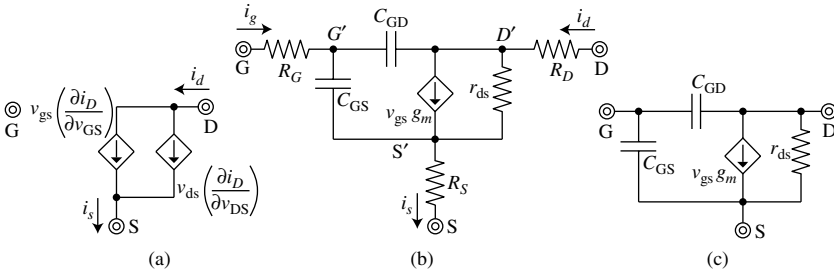 G
v_gs(∂i_D/∂v_GS)
i_d
D
v_ds(∂i_D/∂v_DS)
i_s
S
(a)
i_g
G
R_G
G′
C_GD
D′
i_d
R_D
D
C_GS
v_gs g_m
r_ds
S′
R_S
i_s
S
(b)
G
C_GD
D
C_GS
v_gs g_m
r_ds
S
(c)